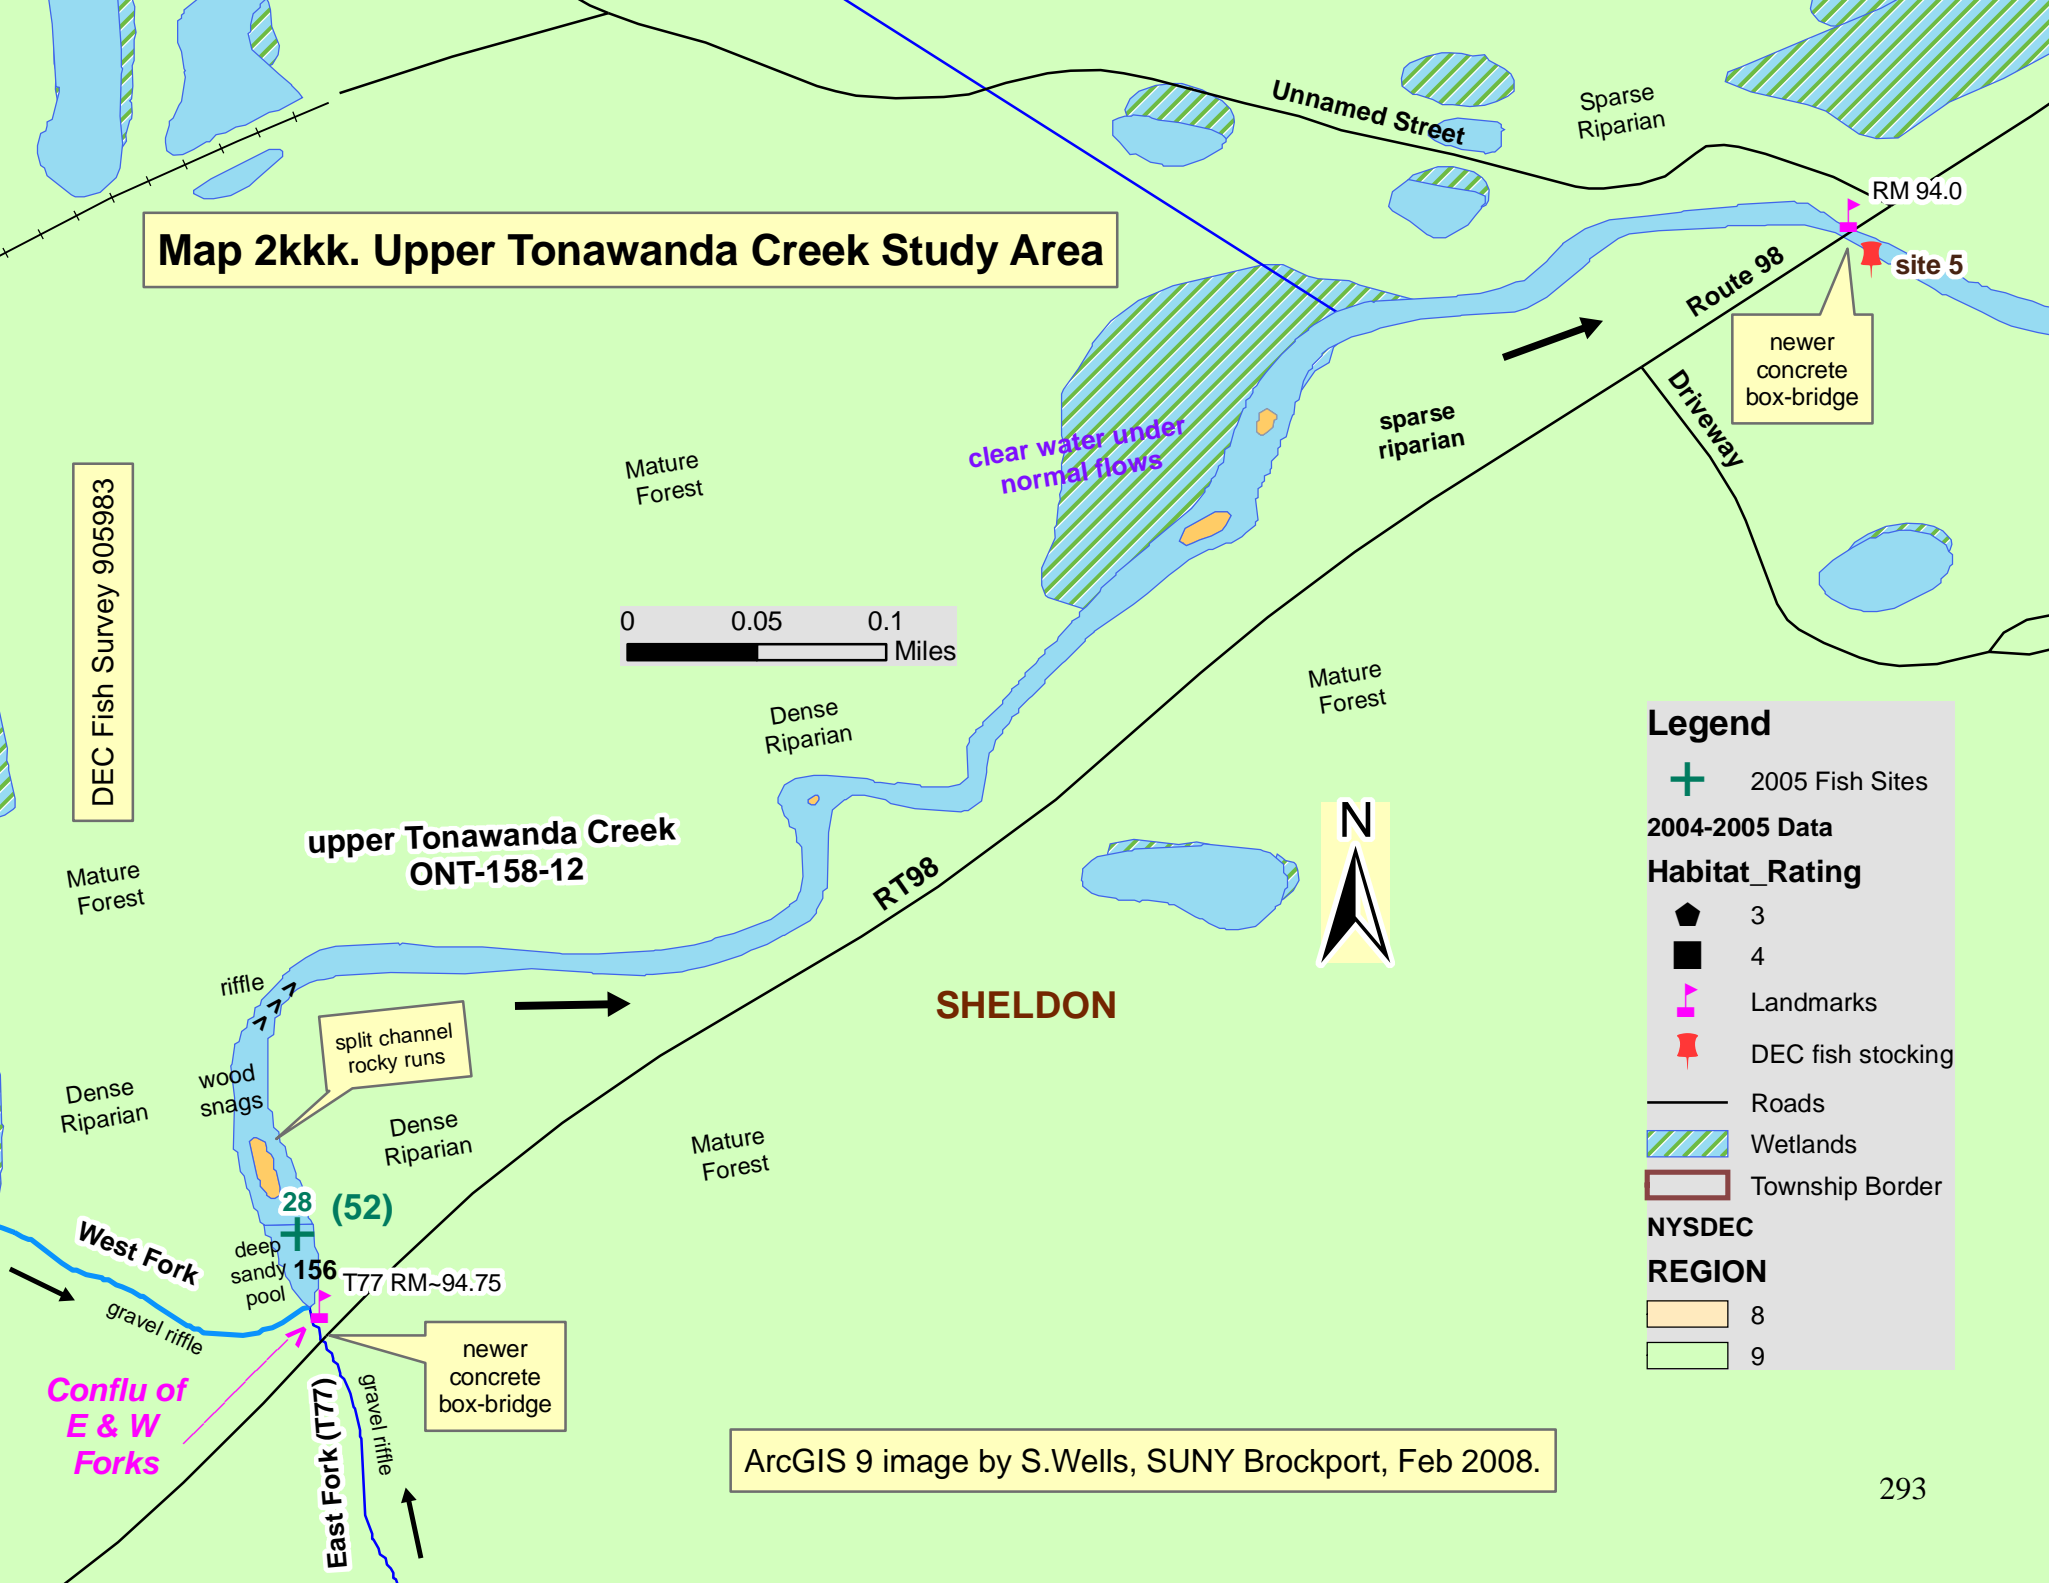 Unnamed Street
Sparse
Riparian
RM 94.0
site 5
Map 2kkk. Upper Tonawanda Creek Study Area
Route 98
newer
concrete
box-bridge
Driveway
sparse
riparian
clear water under
normal flows
Mature
Forest
DEC Fish Survey 905983
0 0.05 0.1
Miles
Mature
Forest
Dense
Riparian
upper Tonawanda Creek
ONT-158-12
Mature
Forest
RT98
N
SHELDON
riffle
split channel
rocky runs
wood
snags
Dense
Riparian
Dense
Riparian
Mature
Forest
28
(52)
West Fork
deep
sandy
pool
156
T77 RM~94.75
gravel riffle
newer
concrete
box-bridge
Conflu of
E & W
Forks
East Fork (T77)
gravel riffle
Legend
2005 Fish Sites
2004-2005 Data
Habitat_Rating
3
4
Landmarks
DEC fish stocking
Roads
Wetlands
Township Border
NYSDEC
REGION
8
9
ArcGIS 9 image by S.Wells, SUNY Brockport, Feb 2008.
293